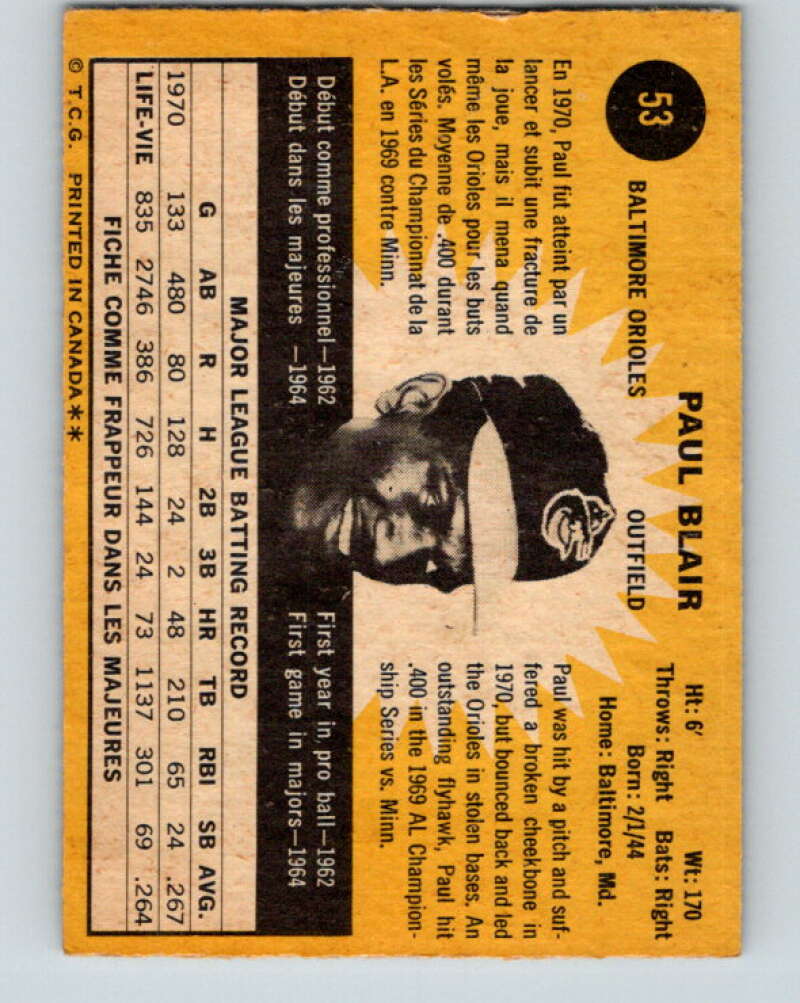 53
PAUL BLAIR
BALTIMORE ORIOLES OUTFIELD
Ht: 6' Wt: 170
Throws: Right Bats: Right
Born: 2/1/44
Home: Baltimore, Md.
En 1970, Paul fut atteint par un
lancer et subit une fracture de
la joue, mais il mena quand
même les Orioles pour les buts
volés. Moyenne de .400 durant
les Séries du Championnat de la
L.A. en 1969 contre Minn.
Paul was hit by a pitch and suf-
fered a broken cheekbone in
1970, but bounced back and led
the Orioles in stolen bases. An
outstanding flyhawk, Paul hit
.400 in the 1969 AL Champion-
ship Series vs. Minn.
Début comme professionnel—1962
Début dans les majeures —1964
First year in pro ball—1962
First game in majors—1964
MAJOR LEAGUE BATTING RECORD
G AB R H 2B 3B HR TB RBI SB AVG.
1970 133 480 80 128 24 2 48 210 65 24 .267
LIFE-VIE 835 2746 386 726 144 24 73 1137 301 69 .264
FICHE COMME FRAPPEUR DANS LES MAJEURES
© T.C.G. PRINTED IN CANADA**